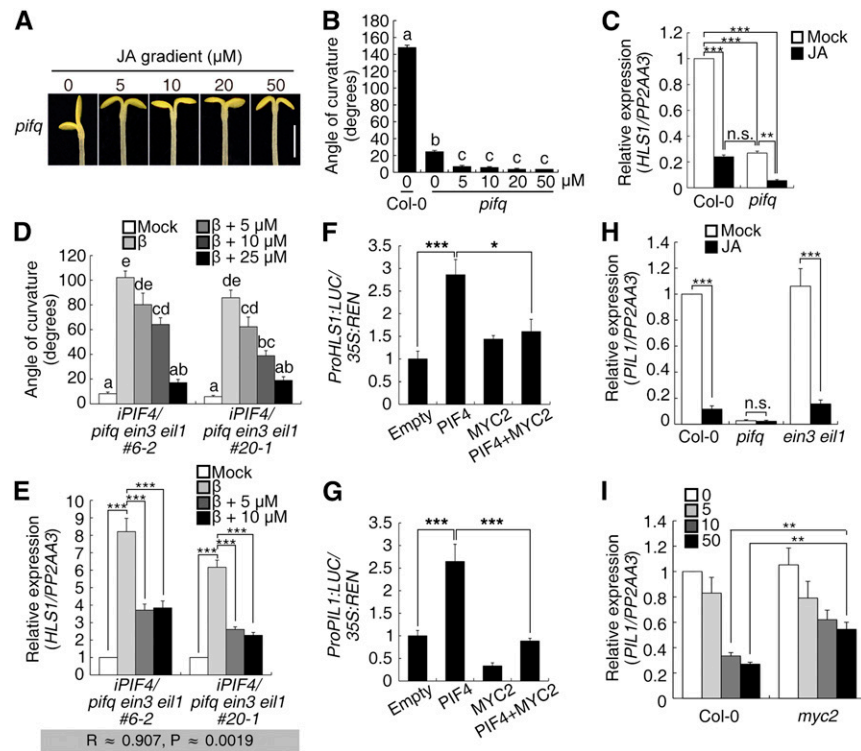 A
JA gradient (μM)
0 5 10 20 50
pifq
B
Angle of curvature
(degrees)
160
140
120
100
80
60
40
20
0
a
b
c c c c
0 0 5 10 20 50 μM
Col-0 pifq
C
Mock
JA
Relative expression
(HLS1/PP2AA3)
1.2
1
0.8
0.6
0.4
0.2
0
***
***
***
n.s. **
Col-0 pifq
D
Mock
β
β + 5 μM
β + 10 μM
β + 25 μM
Angle of curvature
(degrees)
120
100
80
60
40
20
0
a e de cd ab
a de cd bc ab
iPIF4/ iPIF4/
pifq ein3 eil1 pifq ein3 eil1
#6-2 #20-1
E
Mock
β
β + 5 μM
β + 10 μM
Relative expression
(HLS1/PP2AA3)
10
9
8
7
6
5
4
3
2
1
0
*** *** ***
*** *** ***
iPIF4/ iPIF4/
pifq ein3 eil1 pifq ein3 eil1
#6-2 #20-1
R ≈ 0.907, P ≈ 0.0019
F
ProHLS1:LUC/
35S:REN
3.5
3
2.5
2
1.5
1
0.5
0
*** *
Empty PIF4 MYC2 PIF4+MYC2
G
ProPIL1:LUC/
35S:REN
3.5
3
2.5
2
1.5
1
0.5
0
*** ***
Empty PIF4 MYC2 PIF4+MYC2
H
Mock
JA
Relative expression
(PIL1/PP2AA3)
1.4
1.2
1
0.8
0.6
0.4
0.2
0
*** n.s. ***
Col-0 pifq ein3 eil1
I
0
5
10
50
Relative expression
(PIL1/PP2AA3)
1.4
1.2
1
0.8
0.6
0.4
0.2
0
**
**
Col-0 myc2